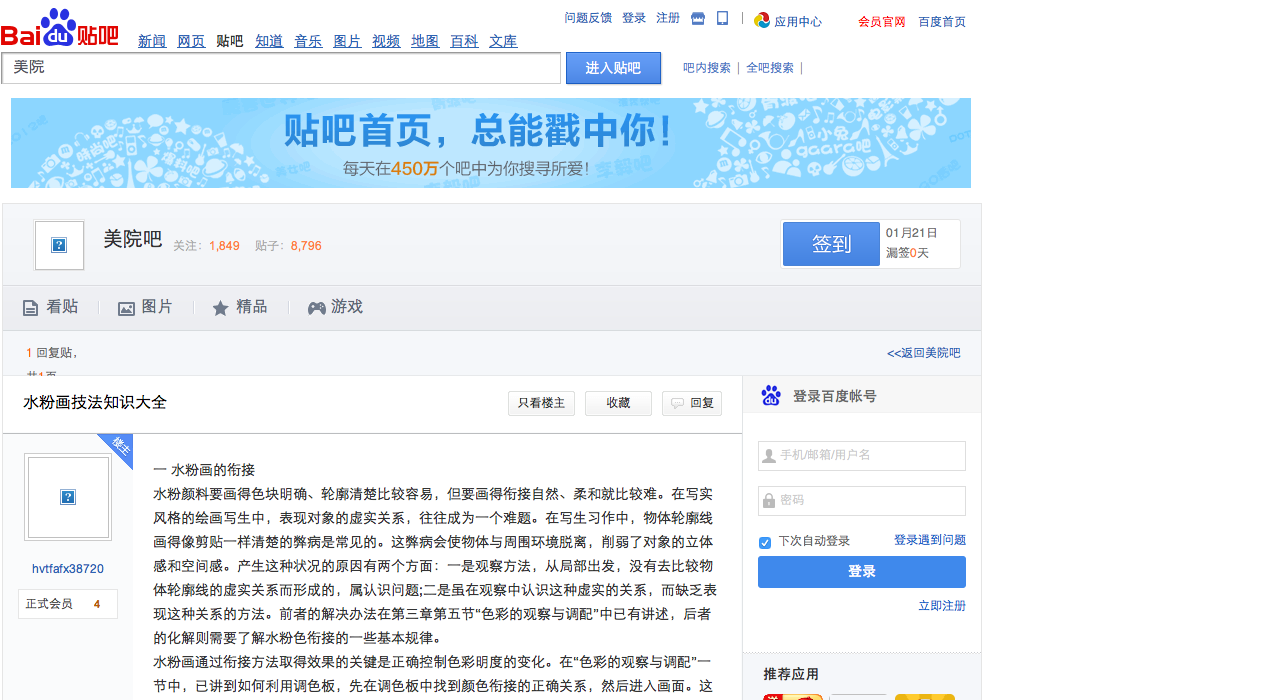 问题反馈 登录 注册 | 应用中心 会员官网 百度首页
Bai du 贴吧 新闻 网页 贴吧 知道 音乐 图片 视频 地图 百科 文库
美院 进入贴吧 吧内搜索 | 全吧搜索 |
贴吧首页，总能戳中你！
每天在450万个吧中为你搜寻所爱！
美院吧 关注：1,849 贴子：8,796
签到 01月21日
漏签0天
看贴 图片 精品 游戏
1 回复贴， <<返回美院吧
共1页
水粉画技法知识大全 只看楼主 收藏 回复
楼主
hvtfafx38720
正式会员 4
一 水粉画的衔接
水粉颜料要画得色块明确、轮廓清楚比较容易，但要画得衔接自然、柔和就比较难。在写实
风格的绘画写生中，表现对象的虚实关系，往往成为一个难题。在写生习作中，物体轮廓线
画得像剪贴一样清楚的弊病是常见的。这弊病会使物体与周围环境脱离，削弱了对象的立体
感和空间感。产生这种状况的原因有两个方面：一是观察方法，从局部出发，没有去比较物
体轮廓线的虚实关系而形成的，属认识问题;二是虽在观察中认识这种虚实的关系，而缺乏表
现这种关系的方法。前者的解决办法在第三章第五节“色彩的观察与调配”中已有讲述，后者
的化解则需要了解水粉色衔接的一些基本规律。
水粉画通过衔接方法取得效果的关键是正确控制色彩明度的变化。在“色彩的观察与调配”一
节中，已讲到如何利用调色板，先在调色板中找到颜色衔接的正确关系，然后进入画面。这
登录百度帐号
手机/邮箱/用户名
密码
下次自动登录 登录遇到问题
登录
立即注册
推荐应用